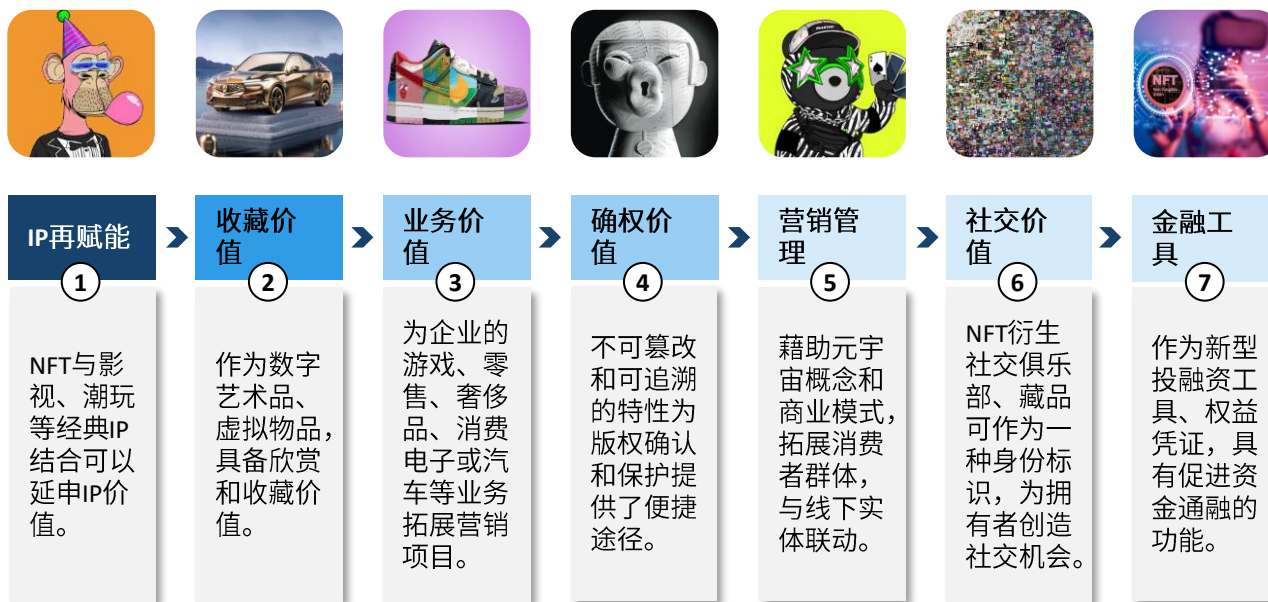 NFT
IP再赋能
1
NFT与影
视、潮玩
等经典IP
结合可以
延申IP价
值。
收藏价
值
2
作为数字
艺术品、
虚拟物品，
具备欣赏
和收藏价
值。
业务价
值
3
为企业的
游戏、零
售、奢侈
品、消费
电子或汽
车等业务
拓展营销
项目。
确权价
值
4
不可篡改
和可追溯
的特性为
版权确认
和保护提
供了便捷
途径。
营销管
理
5
藉助元宇
宙概念和
商业模式，
拓展消费
者群体，
与线下实
体联动。
社交价
值
6
NFT衍生
社交俱乐
部、藏品
可作为一
种身份标
识，为拥
有者创造
社交机会。
金融工
具
7
作为新型
投融资工
具、权益
凭证，具
有促进资
金通融的
功能。